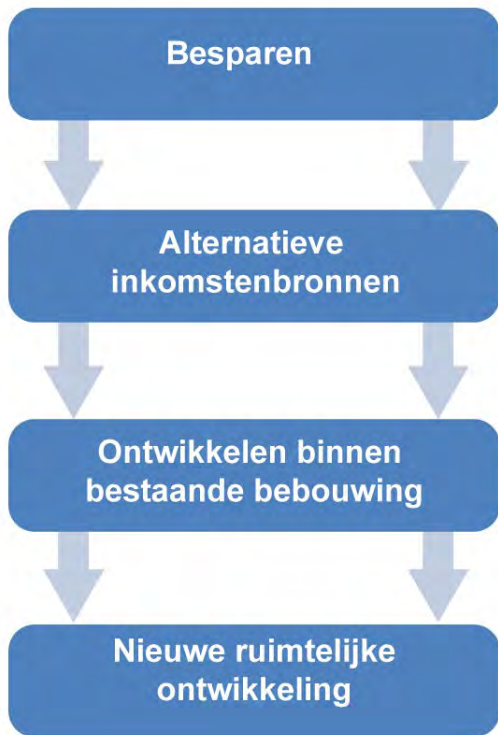 Besparen
Alternatieve
inkomstenbronnen
Ontwikkelen binnen
bestaande bebouwing
Nieuwe ruimtelijke
ontwikkeling